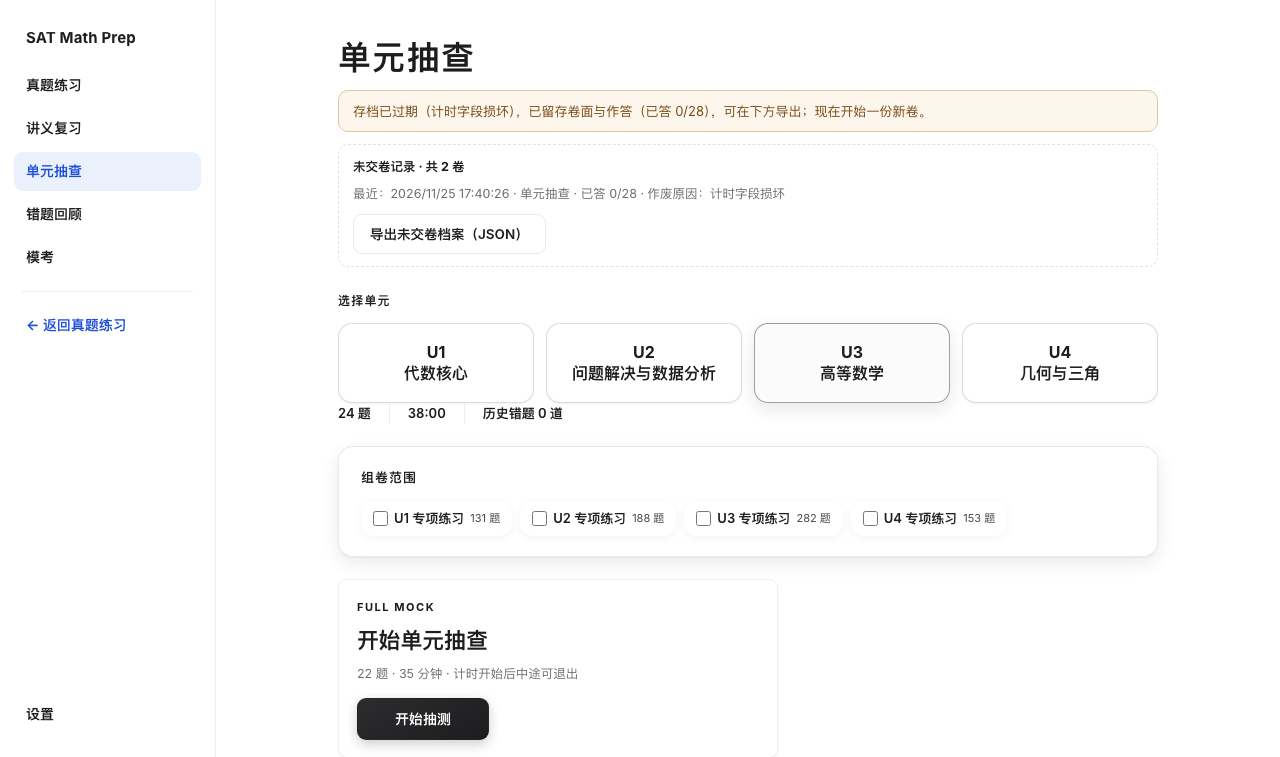 SAT Math Prep
真题练习
讲义复习
单元抽查
错题回顾
模考
← 返回真题练习
设置
单元抽查
存档已过期（计时字段损坏），已留存卷面与作答（已答 0/28），可在下方导出；现在开始一份新卷。
未交卷记录 · 共 2 卷
最近：2026/11/25 17:40:26 · 单元抽查 · 已答 0/28 · 作废原因：计时字段损坏
导出未交卷档案（JSON）
选择单元
U1
代数核心
U2
问题解决与数据分析
U3
高等数学
U4
几何与三角
24 题 38:00 历史错题 0 道
组卷范围
U1 专项练习 131 题 U2 专项练习 188 题 U3 专项练习 282 题 U4 专项练习 153 题
FULL MOCK
开始单元抽查
22 题 · 35 分钟 · 计时开始后中途可退出
开始抽测